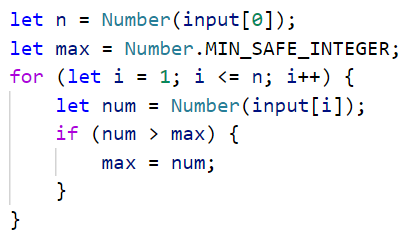 let n = Number(input[0]);
let max = Number.MIN_SAFE_INTEGER;
for (let i = 1; i <= n; i++) {
    let num = Number(input[i]);
    if (num > max) {
        max = num;
    }
}